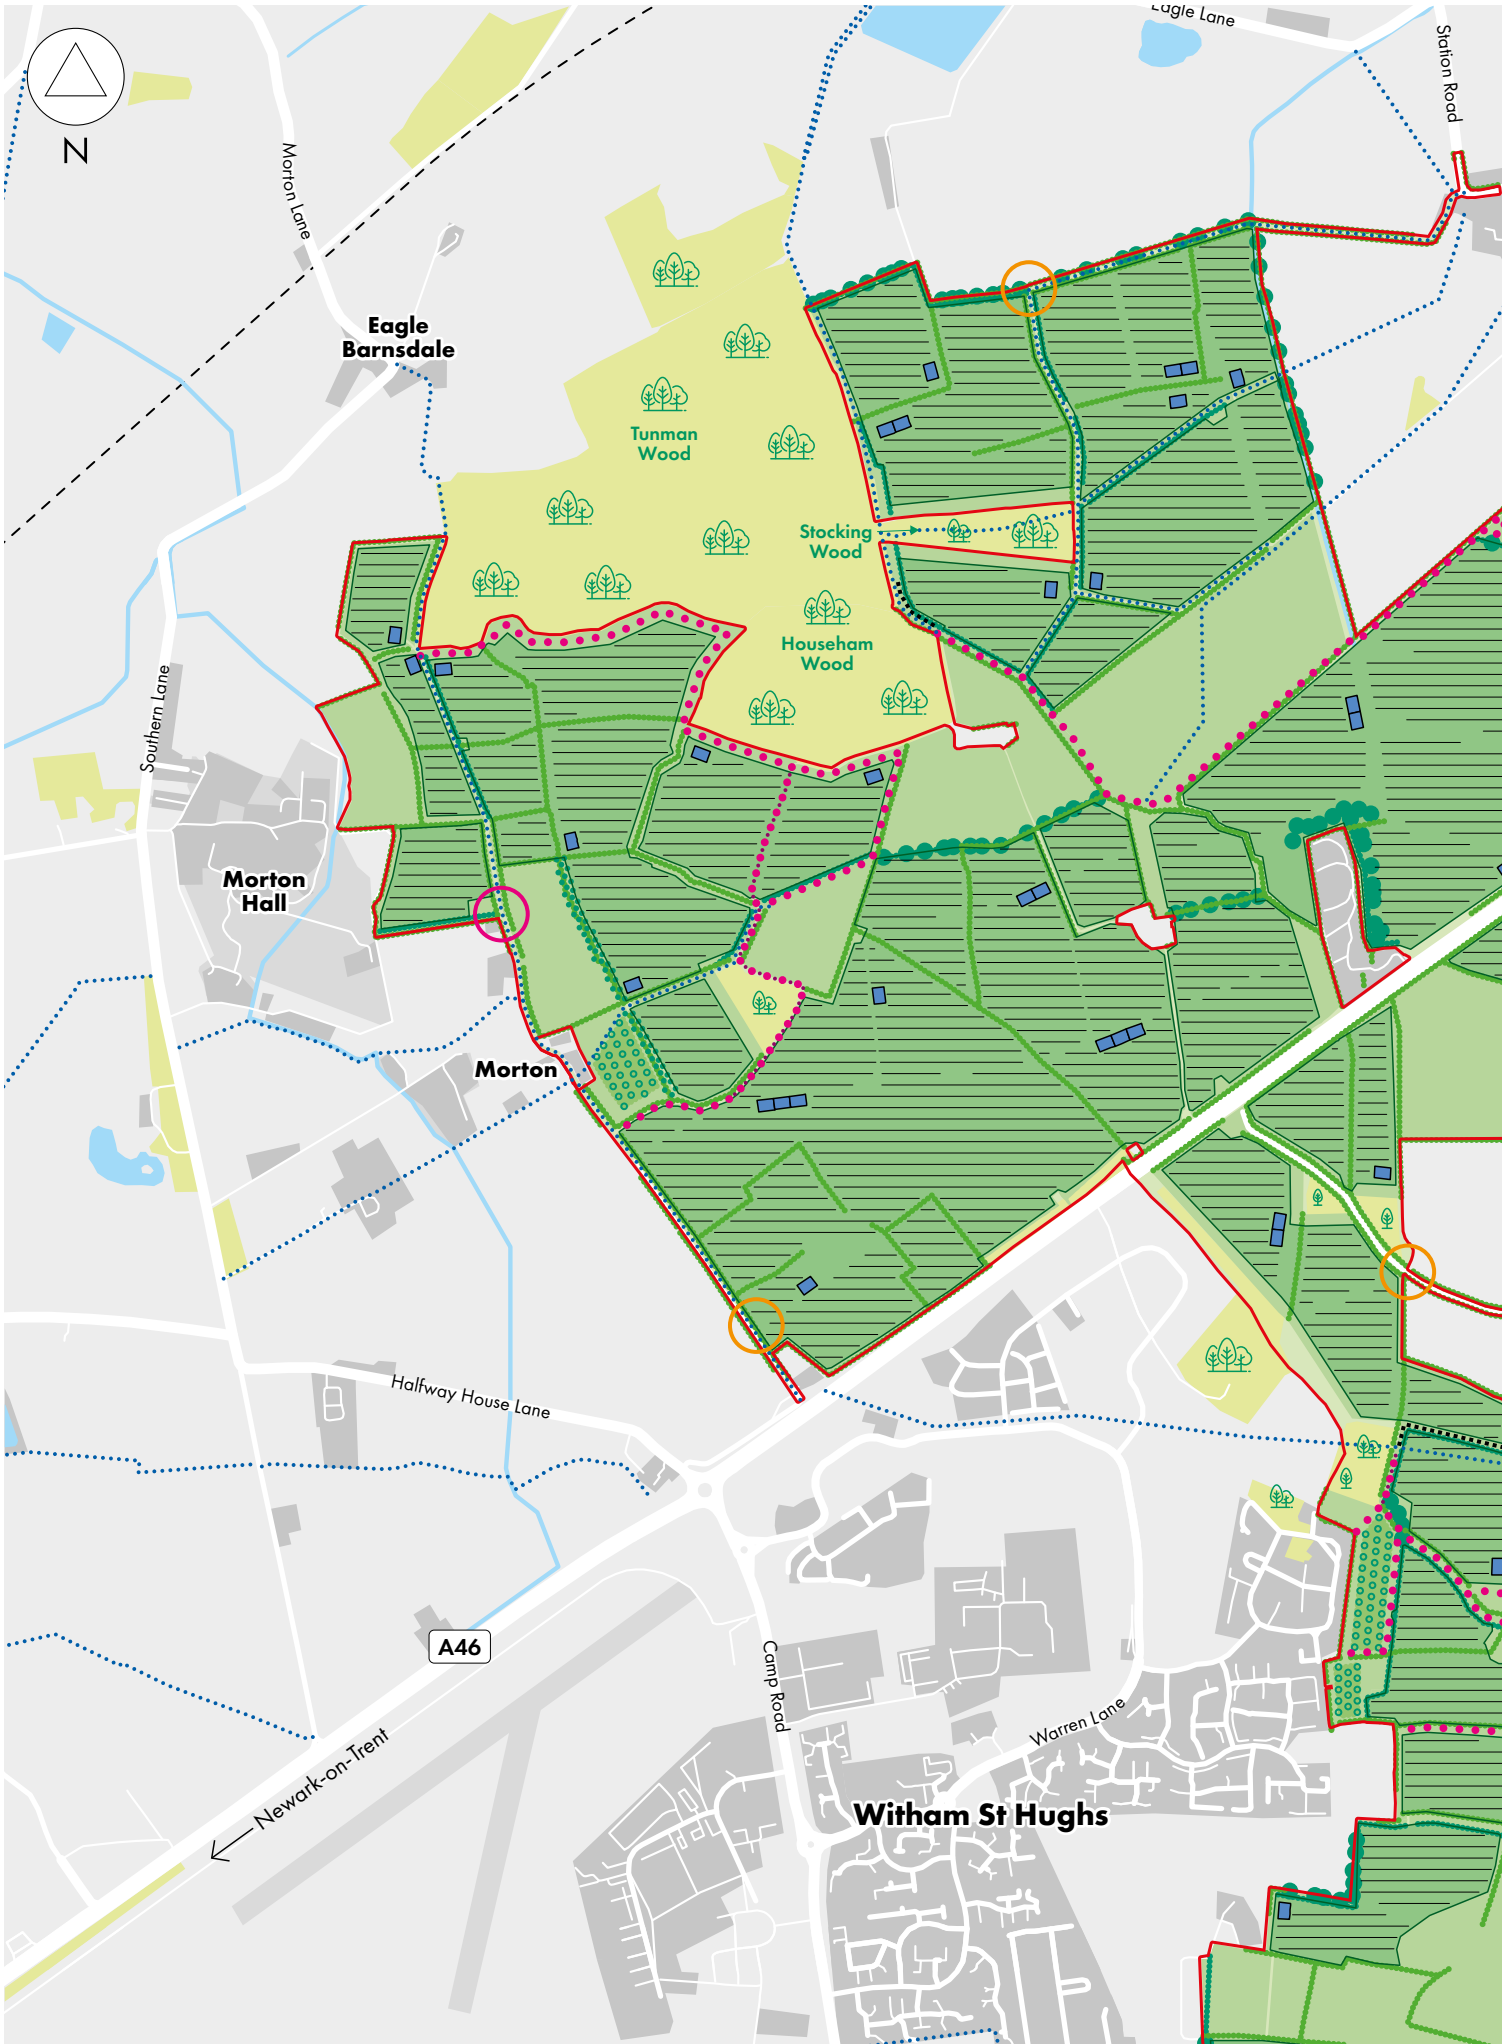 Eagle Lane
Station Road
N
Morton Lane
Eagle
Barnsdale
Tunman
Wood
Stocking
Wood
Househam
Wood
Southern Lane
Morton
Hall
Morton
Halfway House Lane
A46
Camp Road
Warren Lane
Newark-on-Trent
Witham St Hughs